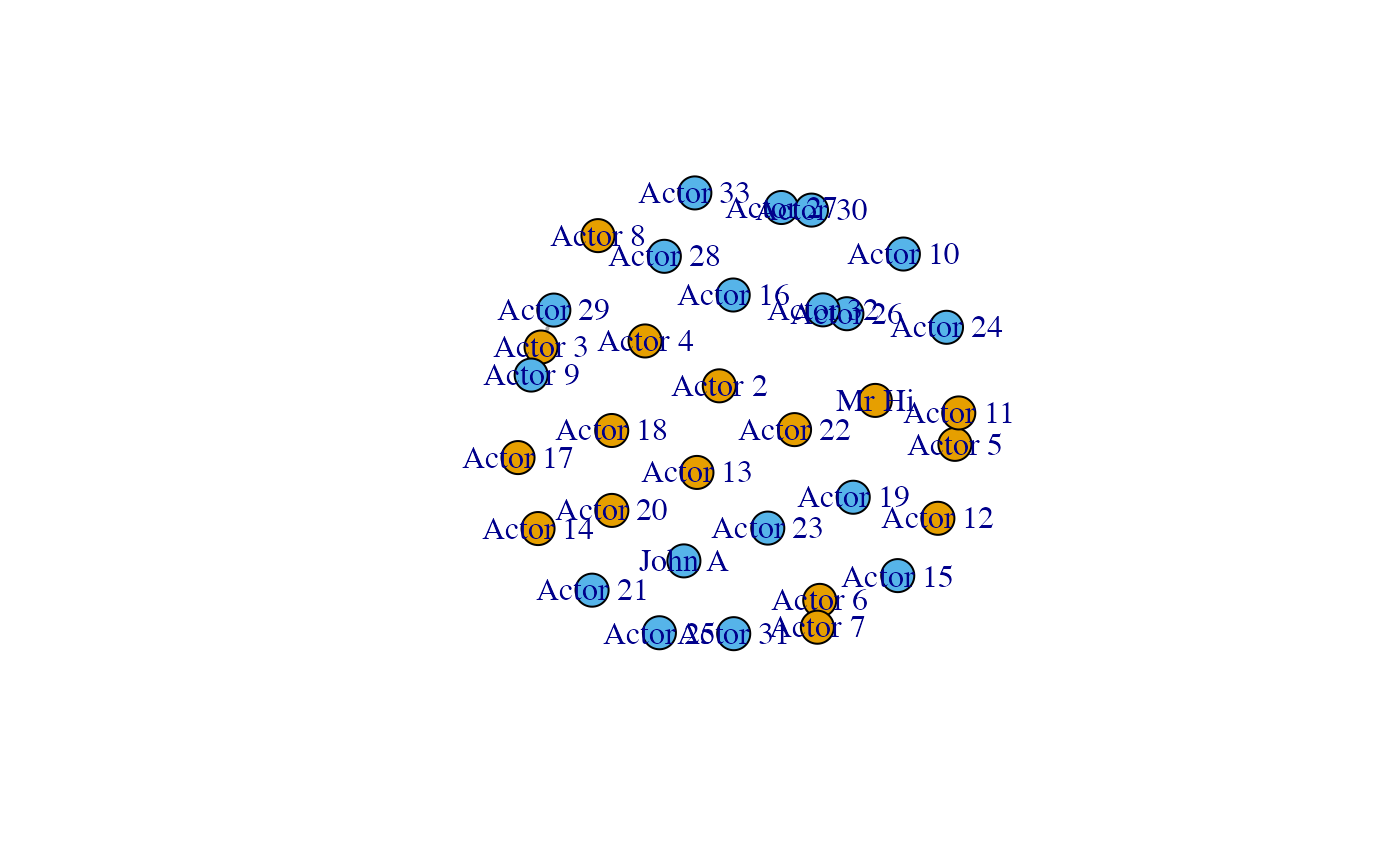 Actor 33
Actor 27
Actor 30
Actor 8
Actor 28
Actor 10
Actor 16
Actor 29
Actor 32
Actor 26
Actor 24
Actor 3
Actor 4
Actor 9
Actor 2
Mr Hi
Actor 11
Actor 18
Actor 22
Actor 5
Actor 17
Actor 13
Actor 19
Actor 20
Actor 12
Actor 14
Actor 23
John A
Actor 15
Actor 21
Actor 6
Actor 7
Actor 25
Actor 31